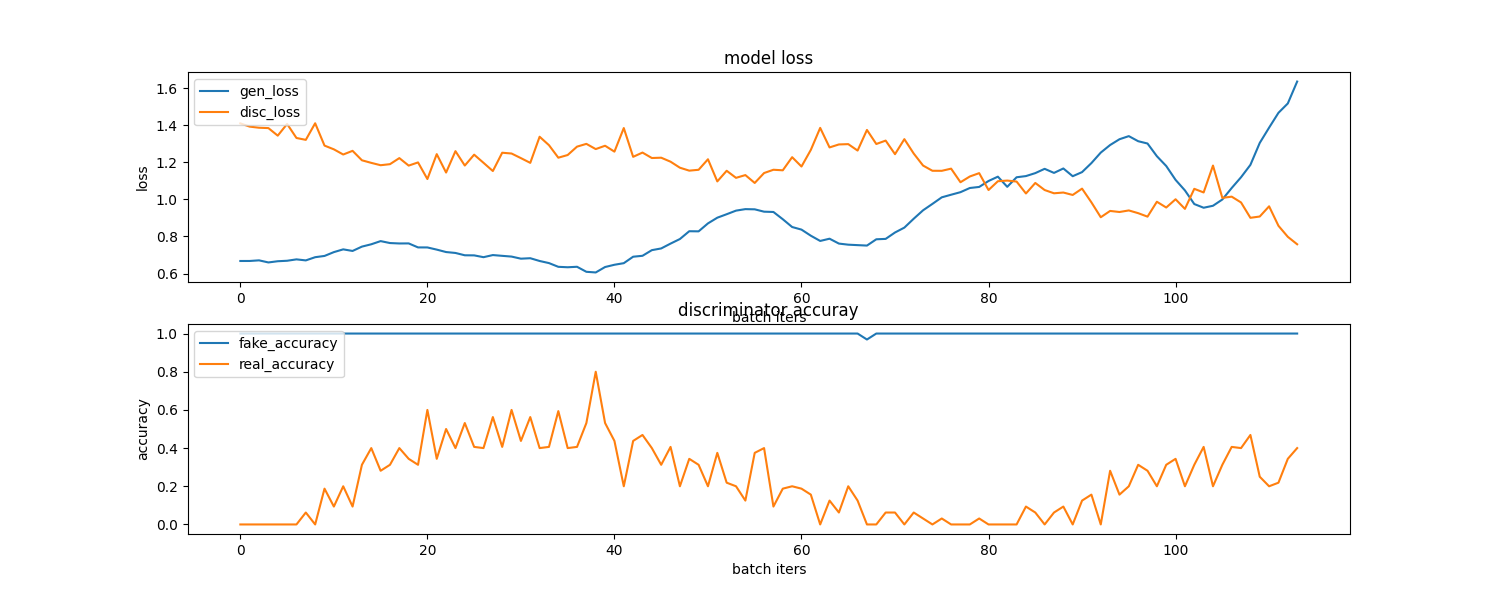 model loss
gen_loss
disc_loss
loss
1.6
1.4
1.2
1.0
0.8
0.6
0 20 40 60 80 100
batch iters
discriminator accuray
fake_accuracy
real_accuracy
accuracy
1.0
0.8
0.6
0.4
0.2
0.0
0 20 40 60 80 100
batch iters